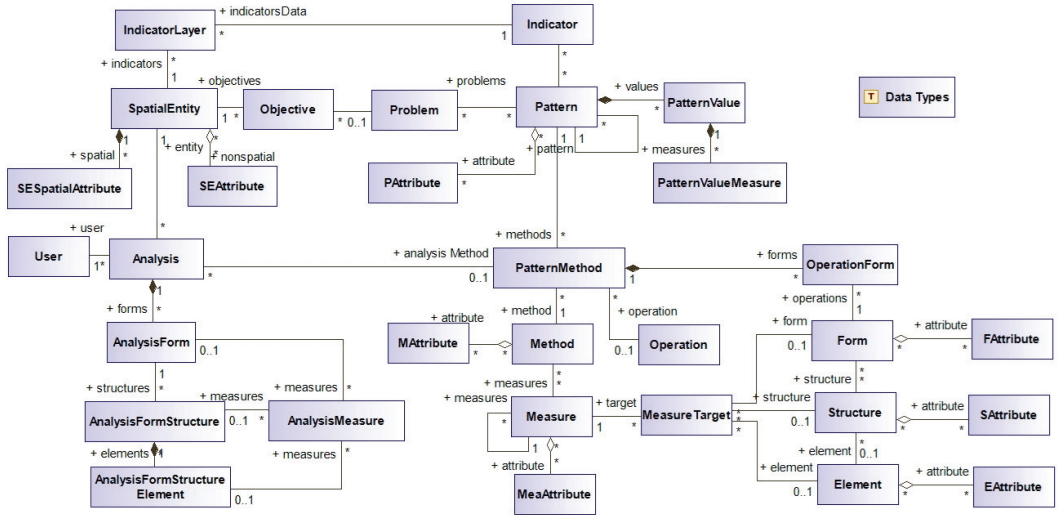 + indicatorsData
IndicatorLayer
*
1
Indicator
+ indicators
*
1
*
*
+ objectives
+ problems
+ values
SpatialEntity
1
*
Objective
*
0..1
Problem
*
*
Pattern
*
PatternValue
T Data Types
1
*
1
+ entity
*
*
1
1
*
+ pattern
1
+ measures
*
+ spatial
*
+ nonspatial
*
+ attribute
*
SESpatialAttribute
SEAttribute
PAttribute
PatternValueMeasure
+ user
*
+ methods
*
User
1
*
Analysis
*
+ analysis Method
0..1
PatternMethod
1
+ forms
*
OperationForm
1
+ forms
*
*
+ method
1
*
+ operation
0..1
*
+ operations
1
AnalysisForm
0..1
+ attribute
MAttribute
*
*
Method
Operation
+ form
0..1
Form
*
+ attribute
*
FAttribute
1
+ structures
*
+ measures
*
+ measures
*
*
+ structure
*
*
AnalysisFormStructure
+ measures
0..1
*
AnalysisMeasure
+ measures
*
1
Measure
1
+ target
*
MeasureTarget
*
*
*
+ structure
0..1
Structure
*
+ attribute
*
SAttribute
+ elements
*
1
+ measures
*
*
+ attribute
*
*
+ element
0..1
AnalysisFormStructure
Element
0..1
MeaAttribute
+ element
0..1
Element
*
+ attribute
*
EAttribute